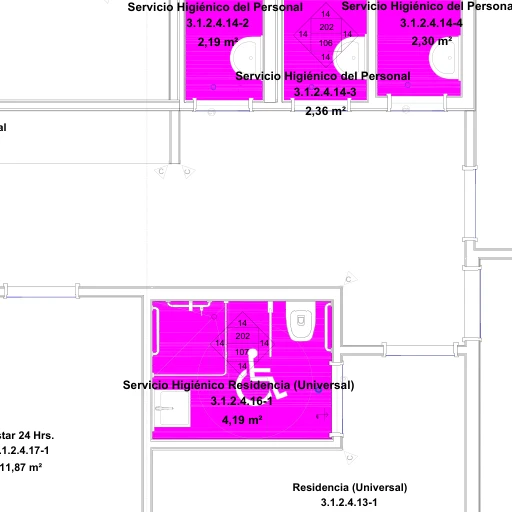 Servicio Higiénico del Personal
3.1.2.4.14-2
2,19 m²
Servicio Higiénico del Persona
3.1.2.4.14-4
2,30 m²
14
14 202 14
106
14
Servicio Higiénico del Personal
3.1.2.4.14-3
2,36 m²
al
14
202
14 14
107
14
Servicio Higiénico Residencia (Universal)
3.1.2.4.16-1
4,19 m²
star 24 Hrs.
.1.2.4.17-1
11,87 m²
Residencia (Universal)
3.1.2.4.13-1